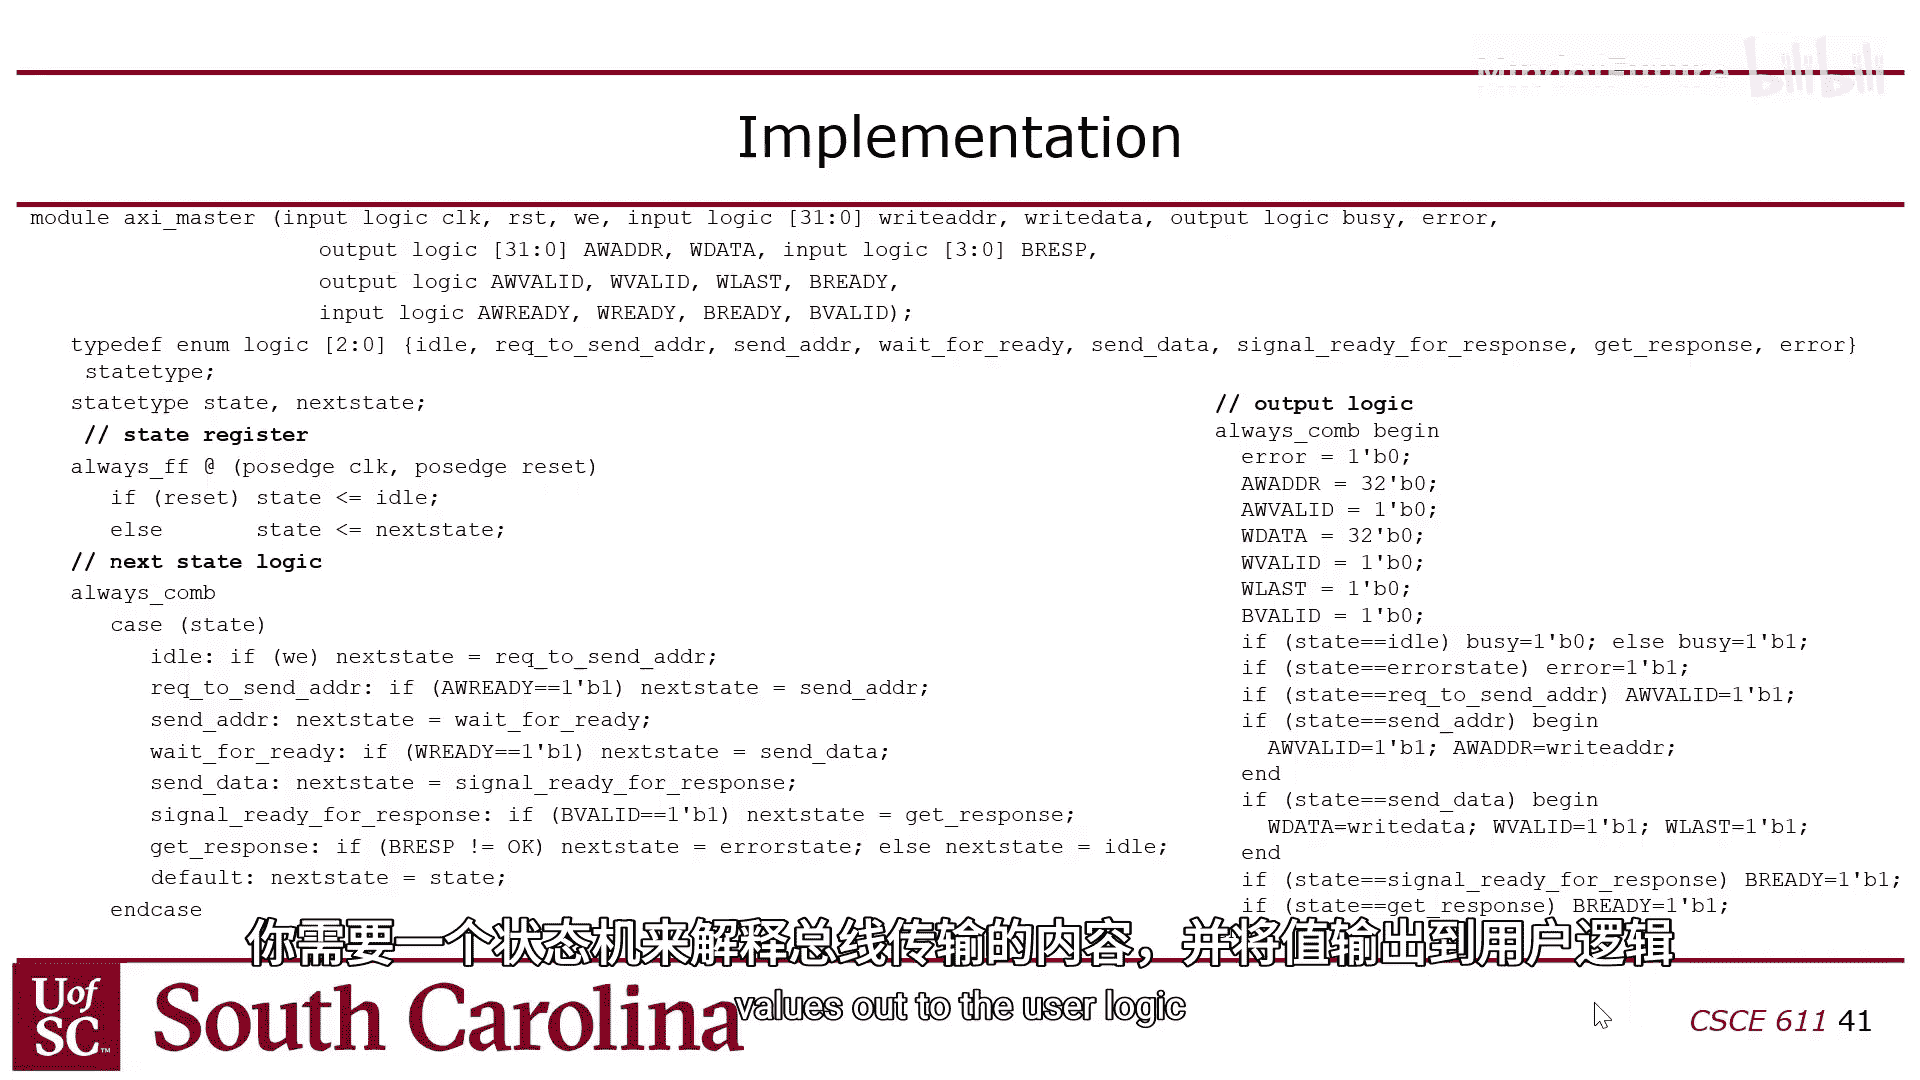 Implementation
module axi_master (input logic clk, rst, we, input logic [31:0] writeaddr, writedata, output logic busy, error,
output logic [31:0] AWADDR, WDATA, input logic [3:0] BRESP,
output logic AWVALID, WVALID, WLAST, BREADY,
input logic AWREADY, WREADY, BREADY, BVALID);
typedef enum logic [2:0] {idle, req_to_send_addr, send_addr, wait_for_ready, send_data, signal_ready_for_response, get_response, error}
statetype;
statetype state, nextstate;
// state register
always_ff @ (posedge clk, posedge reset)
if (reset) state <= idle;
else state <= nextstate;
// next state logic
always_comb
case (state)
idle: if (we) nextstate = req_to_send_addr;
req_to_send_addr: if (AWREADY==1'b1) nextstate = send_addr;
send_addr: nextstate = wait_for_ready;
wait_for_ready: if (WREADY==1'b1) nextstate = send_data;
send_data: nextstate = signal_ready_for_response;
signal_ready_for_response: if (BVALID==1'b1) nextstate = get_response;
get_response: if (BRESP != OK) nextstate = errorstate; else nextstate = idle;
default: nextstate = state;
endcase
// output logic
always_comb begin
error = 1'b0;
AWADDR = 32'b0;
AWVALID = 1'b0;
WDATA = 32'b0;
WVALID = 1'b0;
WLAST = 1'b0;
BVALID = 1'b0;
if (state==idle) busy=1'b0; else busy=1'b1;
if (state==errorstate) error=1'b1;
if (state==req_to_send_addr) AWVALID=1'b1;
if (state==send_addr) begin
AWVALID=1'b1; AWADDR=writeaddr;
end
if (state==send_data) begin
WDATA=writedata; WVALID=1'b1; WLAST=1'b1;
end
if (state==signal_ready_for_response) BREADY=1'b1;
if (state==get_response) BREADY=1'b1;
你需要一个状态机来解释总线传输的内容，并将值输出到用户逻辑
values out to the user logic
UofSC™
South Carolina
CSCE 611 41
bilibili